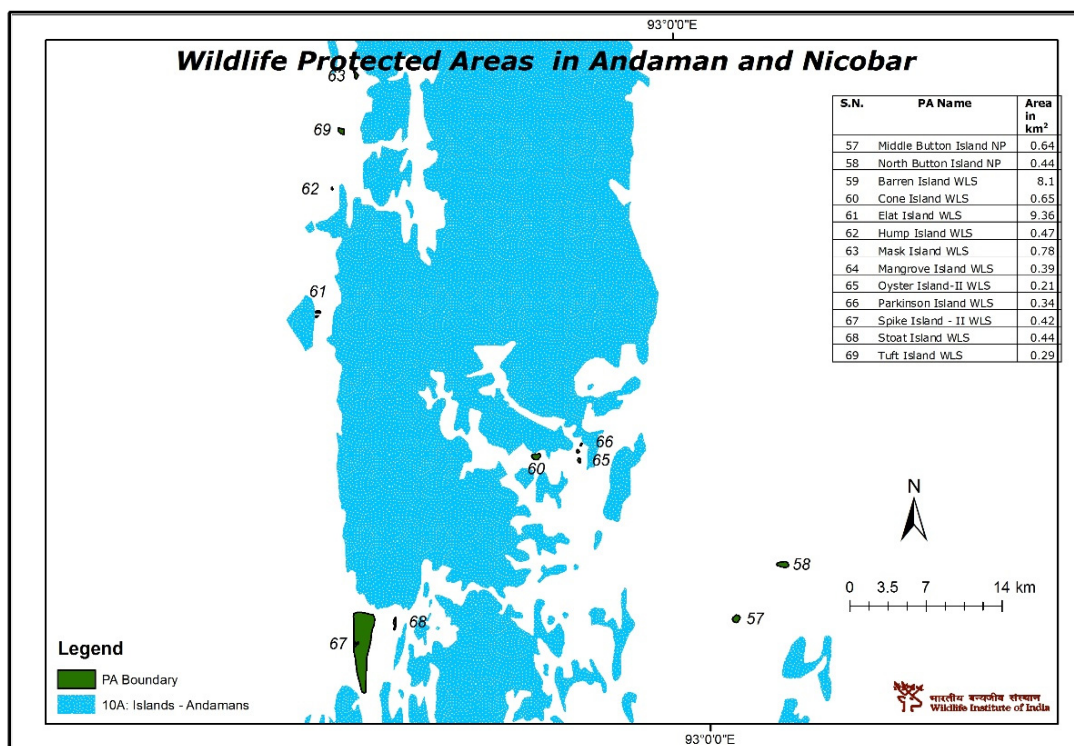 93°0'0"E
Wildlife Protected Areas in Andaman and Nicobar
S.N. PA Name Area in km²
57 Middle Button Island NP 0.64
58 North Button Island NP 0.44
59 Barren Island WLS 8.1
60 Cone Island WLS 0.65
61 Elat Island WLS 9.36
62 Hump Island WLS 0.47
63 Mask Island WLS 0.78
64 Mangrove Island WLS 0.39
65 Oyster Island-II WLS 0.21
66 Parkinson Island WLS 0.34
67 Spike Island - II WLS 0.42
68 Stoat Island WLS 0.44
69 Tuft Island WLS 0.29
63
69
62
61
66
65
60
58
57
68
67
N
0 3.5 7 14 km
Legend
PA Boundary
10A: Islands - Andamans
भारतीय वन्यजीव संस्थान
Wildlife Institute of India
93°0'0"E